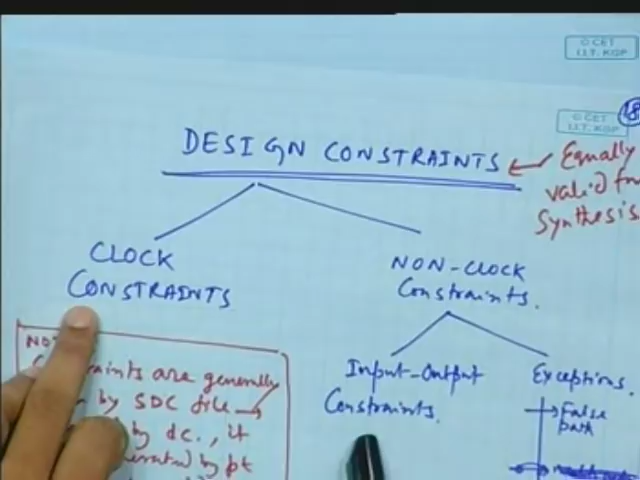 © CET
I.I.T. KGP
© CET
I.I.T. KGP
18
DESIGN CONSTRAINTS
Equally
valid for
Synthesis
CLOCK
CONSTRAINTS
NON-CLOCK
Constraints.
Input-Output
Constraints.
Exceptions.
False
path
are generally
by SDC file
by dc., it
by pt